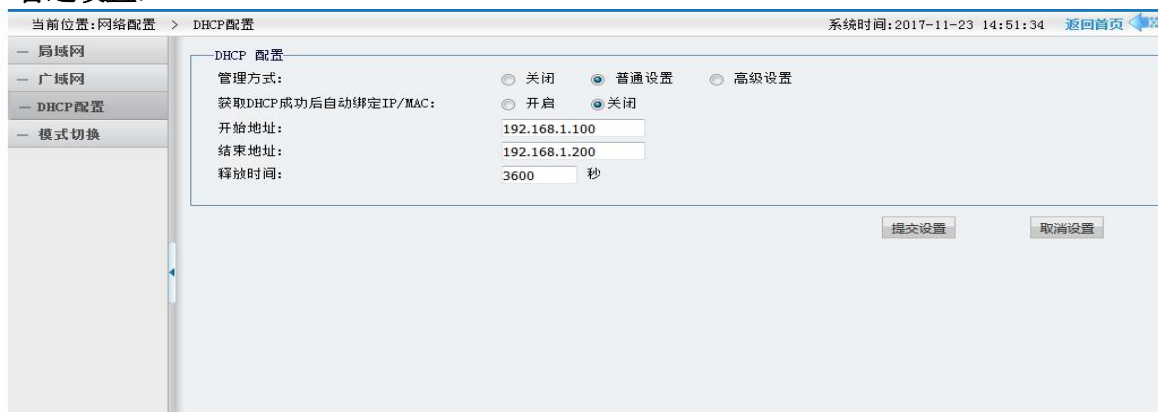 当前位置:网络配置 > DHCP配置 系统时间:2017-11-23 14:51:34 返回首页
— 局域网
— 广域网
— DHCP配置
— 模式切换
DHCP 配置
管理方式: 关闭 普通设置 高级设置
获取DHCP成功后自动绑定IP/MAC: 开启 关闭
开始地址: 192.168.1.100
结束地址: 192.168.1.200
释放时间: 3600 秒
提交设置 取消设置